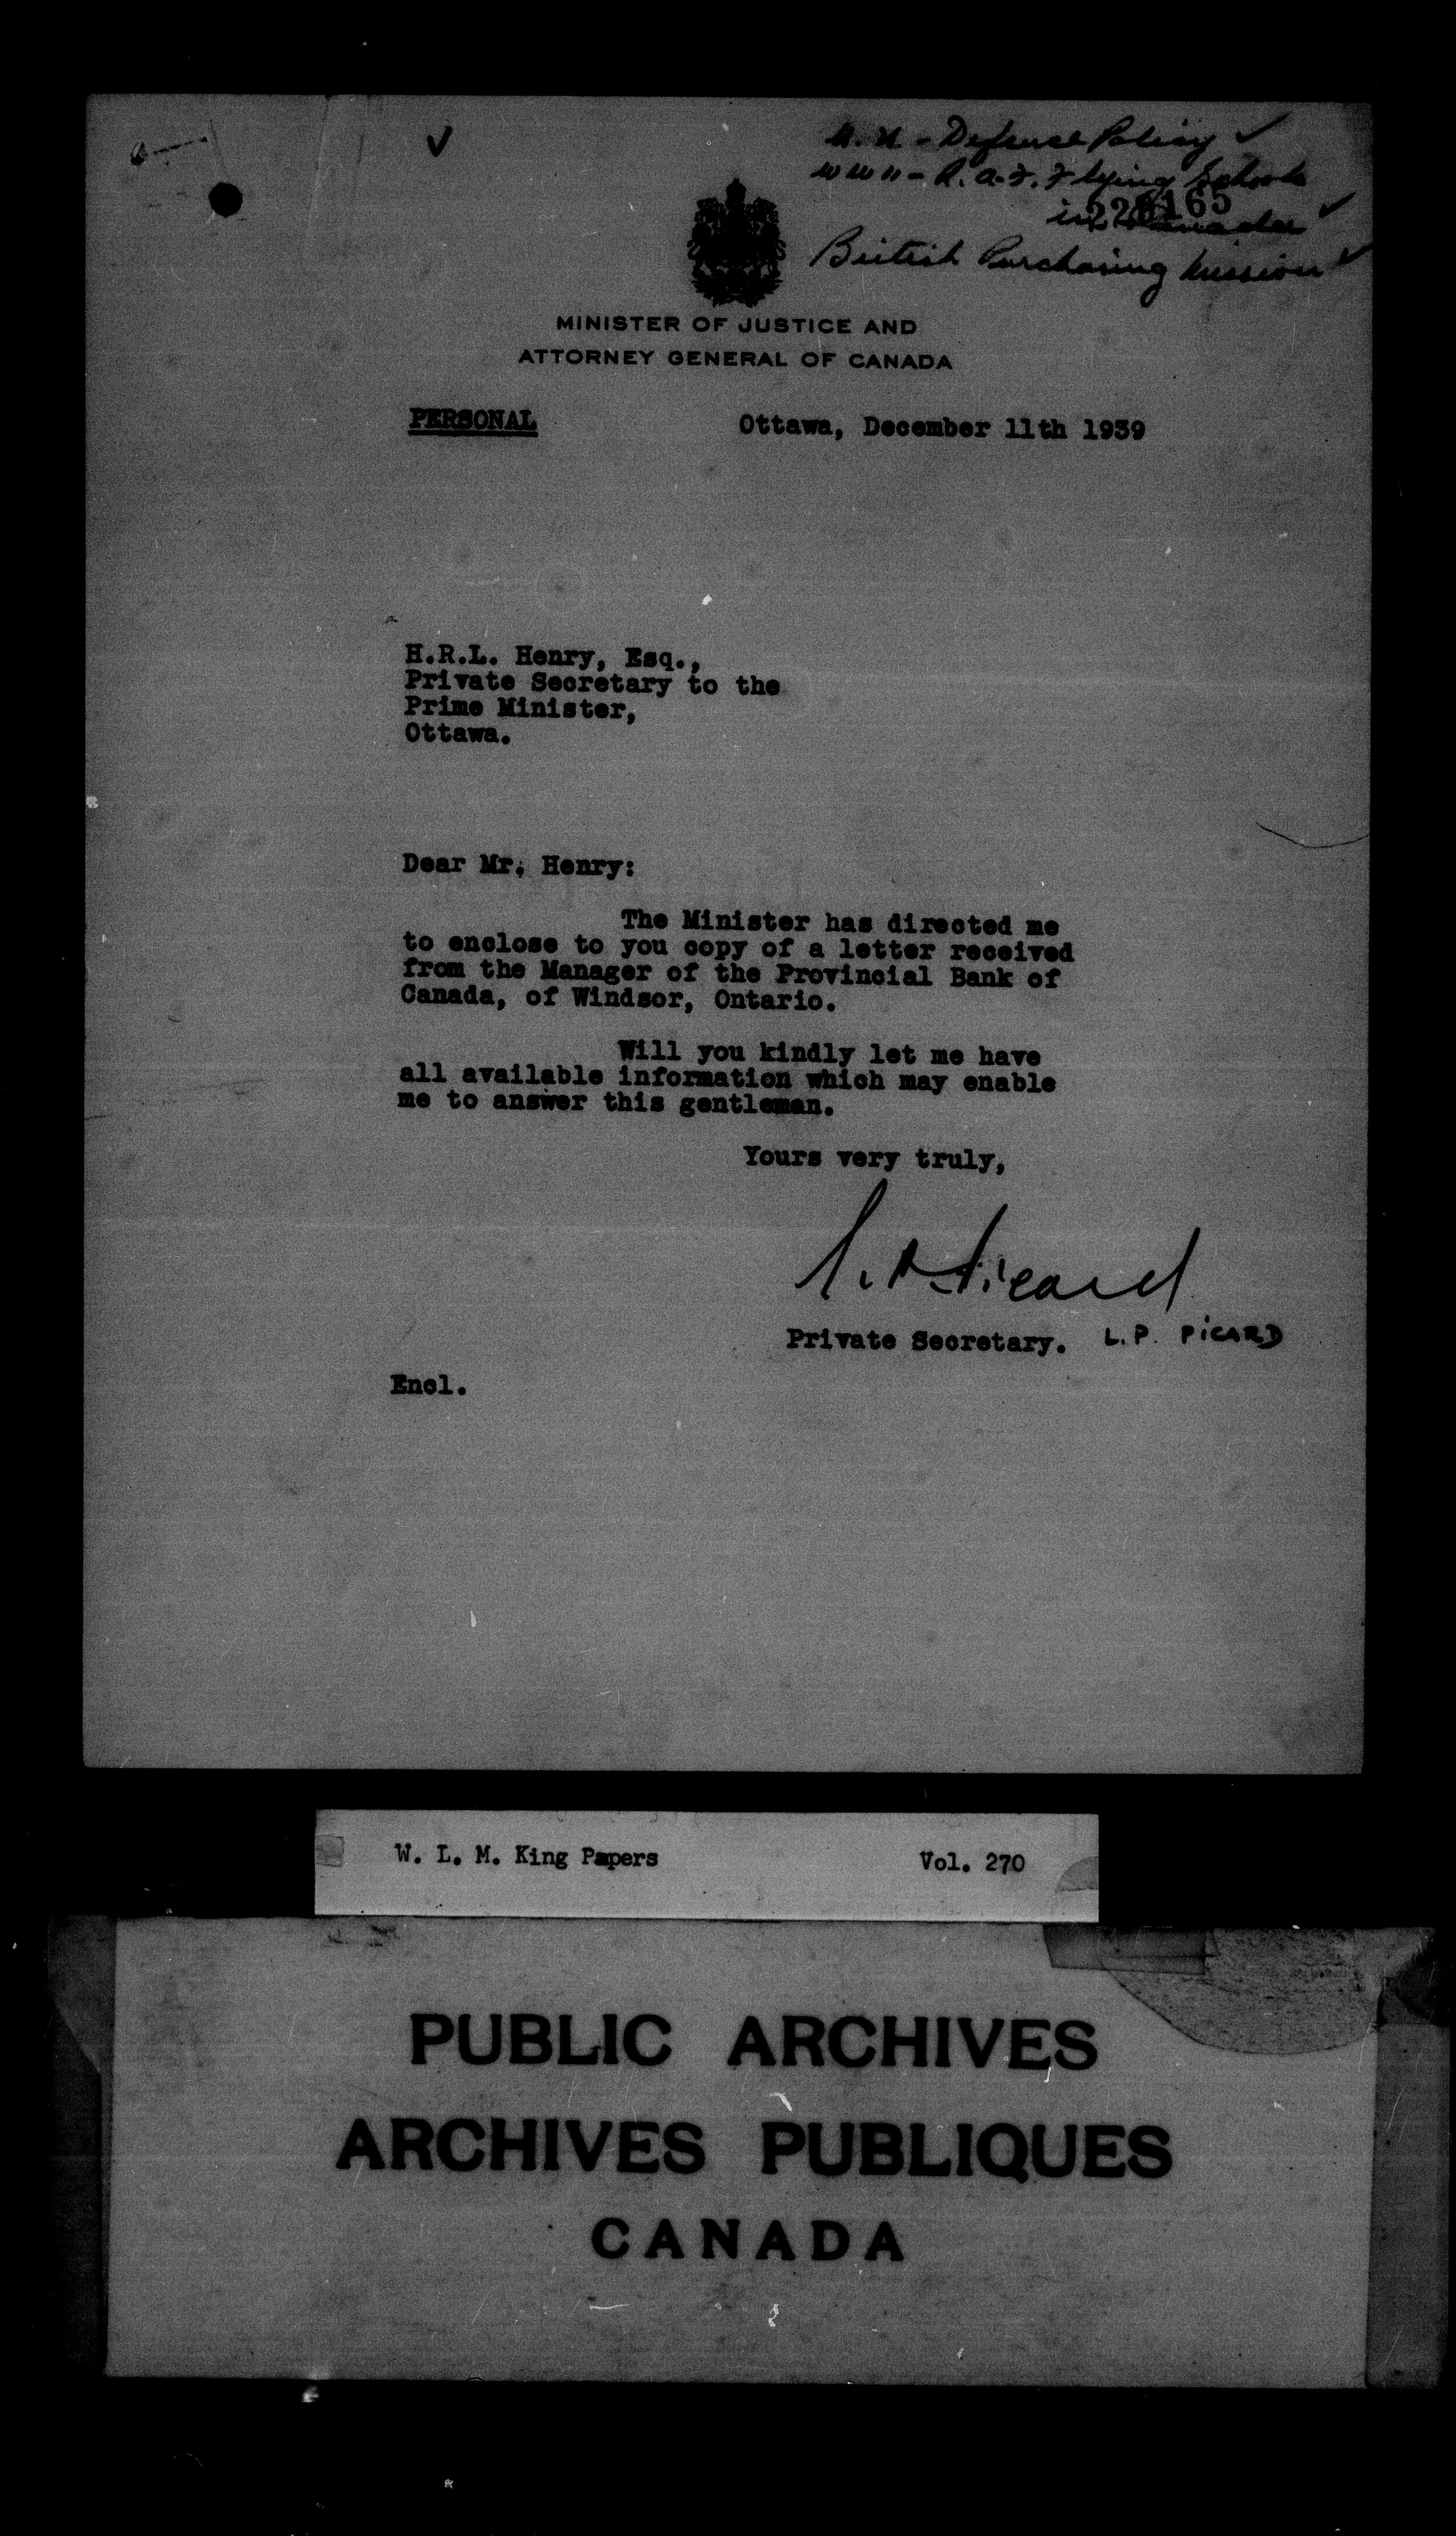 - Defence Policy ✓
WW II - R.A.F. Flying Schools
in Canada ✓
228165
British Purchasing Mission ✓
MINISTER OF JUSTICE AND
ATTORNEY GENERAL OF CANADA
PERSONAL Ottawa, December 11th 1939
H.R.L. Henry, Esq.,
Private Secretary to the
Prime Minister,
Ottawa.
Dear Mr. Henry:
The Minister has directed me
to enclose to you copy of a letter received
from the Manager of the Provincial Bank of
Canada, of Windsor, Ontario.
Will you kindly let me have
all available information which may enable
me to answer this gentleman.
Yours very truly,
L.P. Picard
Private Secretary. L.P. PICARD
Encl.
W. L. M. King Papers Vol. 270
PUBLIC ARCHIVES
ARCHIVES PUBLIQUES
CANADA